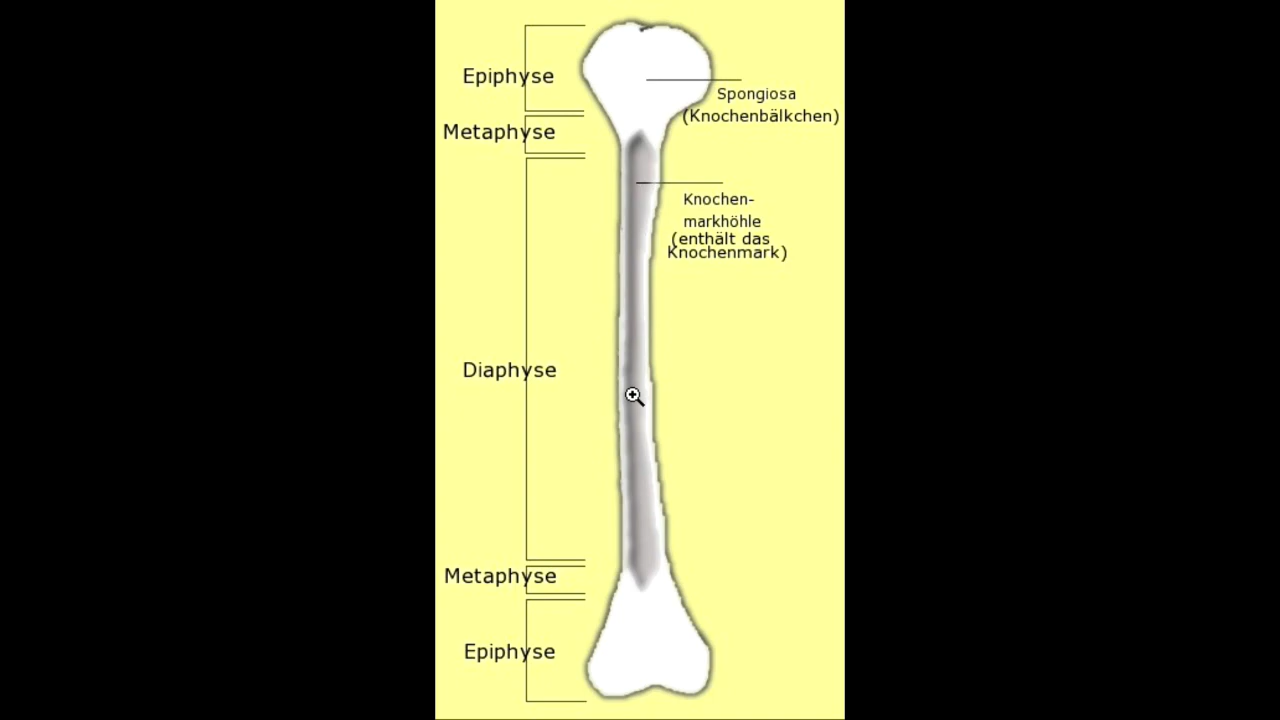 Epiphyse
Spongiosa
(Knochenbälkchen)
Metaphyse
Knochen-
markhöhle
(enthält das
Knochenmark)
Diaphyse
Metaphyse
Epiphyse